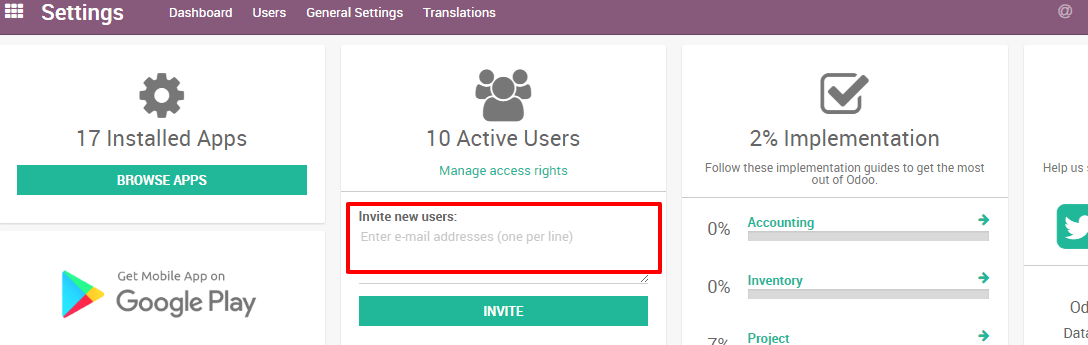 Settings
Dashboard
Users
General Settings
Translations
@
17 Installed Apps
BROWSE APPS
Get Mobile App on
Google Play
10 Active Users
Manage access rights
Invite new users:
Enter e-mail addresses (one per line)
INVITE
2% Implementation
Follow these implementation guides to get the most
out of Odoo.
0%
Accounting
0%
Inventory
7%
Project
Help us
Od
Data